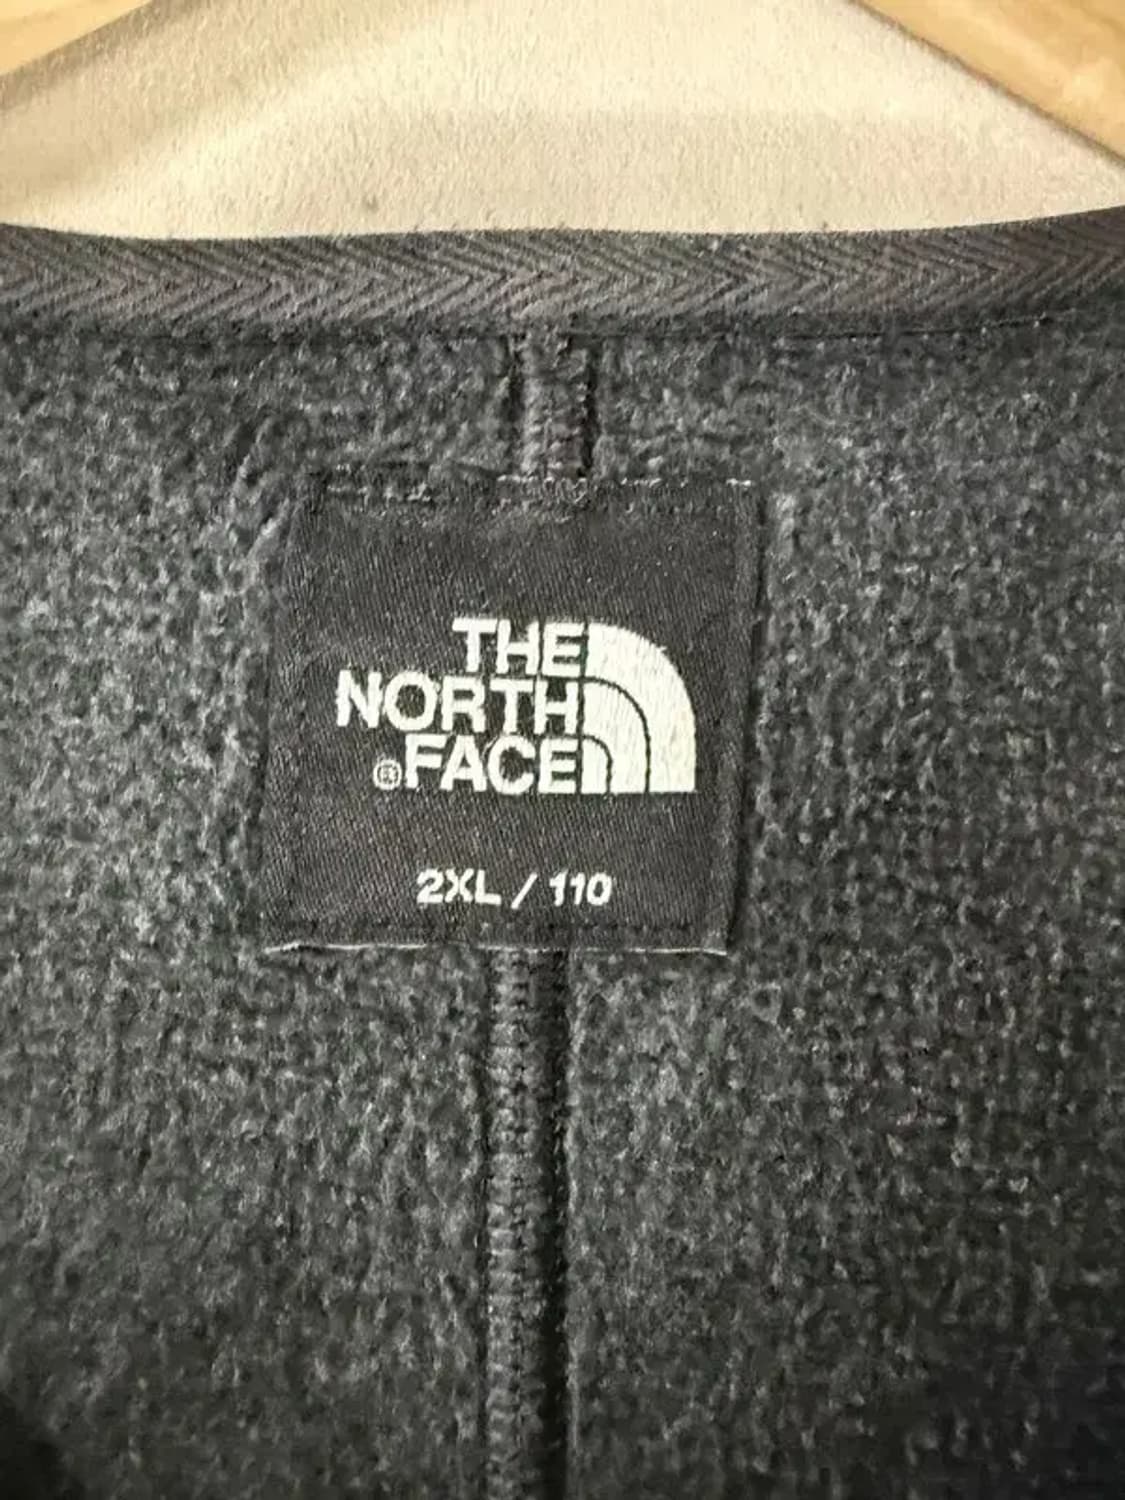 THE
NORTH
®FACE
2XL / 110